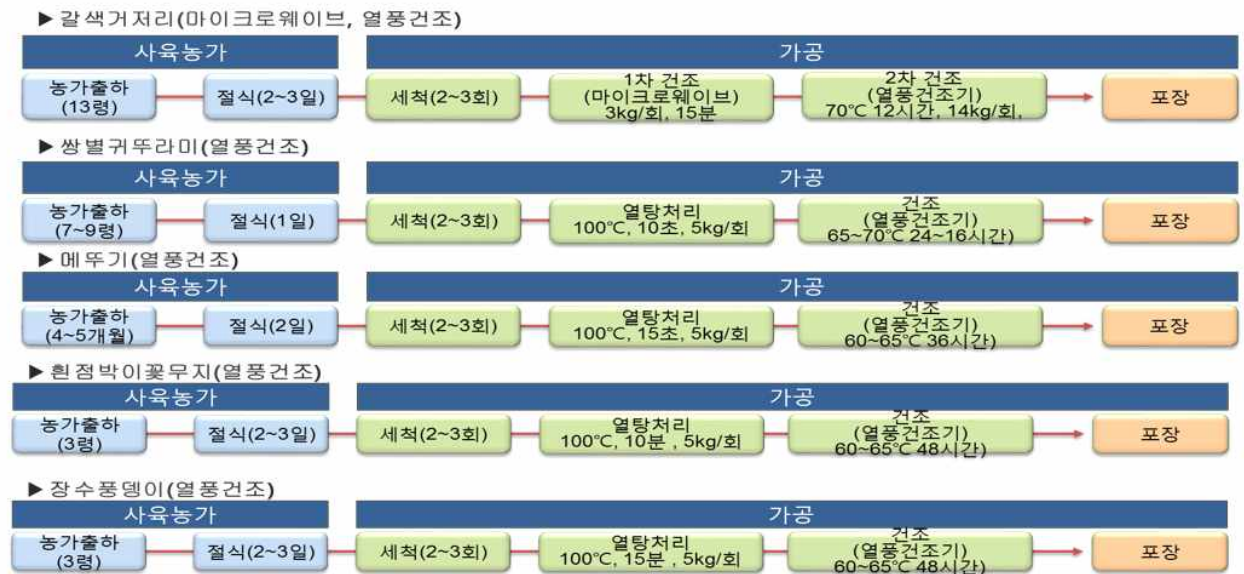 ▶ 갈색거저리(마이크로웨이브, 열풍건조)
사육농가 가공
농가출하
(13령)
절식(2~3일)
세척(2~3회)
1차 건조
(마이크로웨이브)
3kg/회, 15분
2차 건조
(열풍건조기)
70℃ 12시간, 14kg/회,
포장
▶ 쌍별귀뚜라미(열풍건조)
사육농가 가공
농가출하
(7~9령)
절식(1일)
세척(2~3회)
열탕처리
100℃, 10초, 5kg/회
건조
(열풍건조기)
65~70℃ 24~16시간)
포장
▶ 메뚜기(열풍건조)
사육농가 가공
농가출하
(4~5개월)
절식(2일)
세척(2~3회)
열탕처리
100℃, 15초, 5kg/회
건조
(열풍건조기)
60~65℃ 36시간)
포장
▶ 흰점박이꽃무지(열풍건조)
사육농가 가공
농가출하
(3령)
절식(2~3일)
세척(2~3회)
열탕처리
100℃, 10분 , 5kg/회
건조
(열풍건조기)
60~65℃ 48시간)
포장
▶ 장수풍뎅이(열풍건조)
사육농가 가공
농가출하
(3령)
절식(2~3일)
세척(2~3회)
열탕처리
100℃, 15분 , 5kg/회
건조
(열풍건조기)
60~65℃ 48시간)
포장